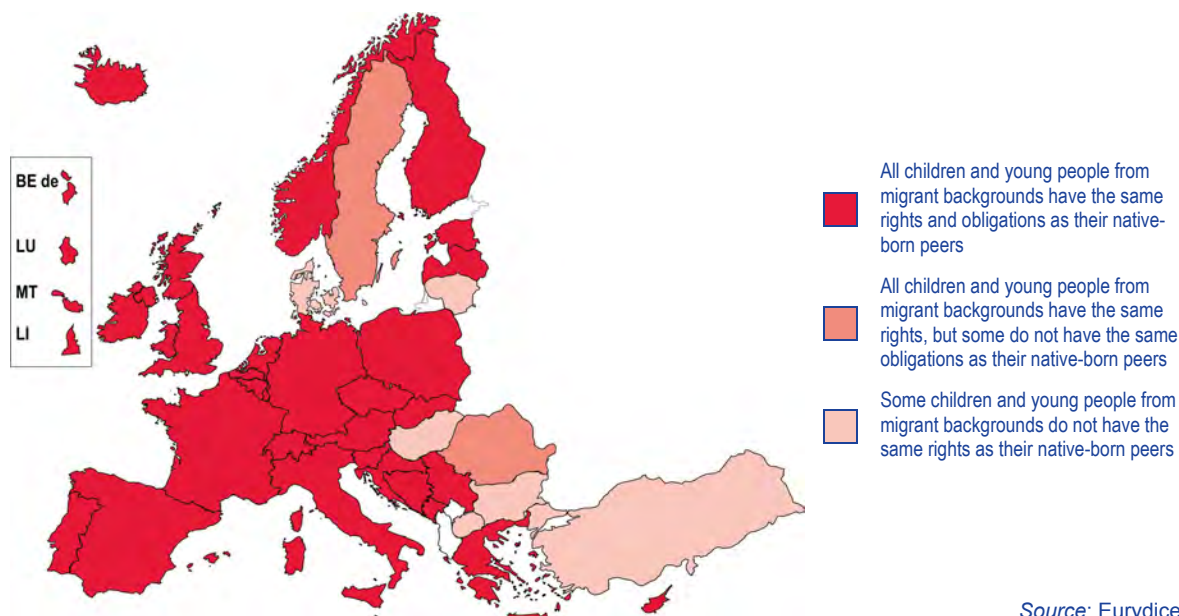 BE de
LU
MT
LI
All children and young people from
migrant backgrounds have the same
rights and obligations as their native-
born peers
All children and young people from
migrant backgrounds have the same
rights, but some do not have the same
obligations as their native-born peers
Some children and young people from
migrant backgrounds do not have the
same rights as their native-born peers
Source: Eurydice